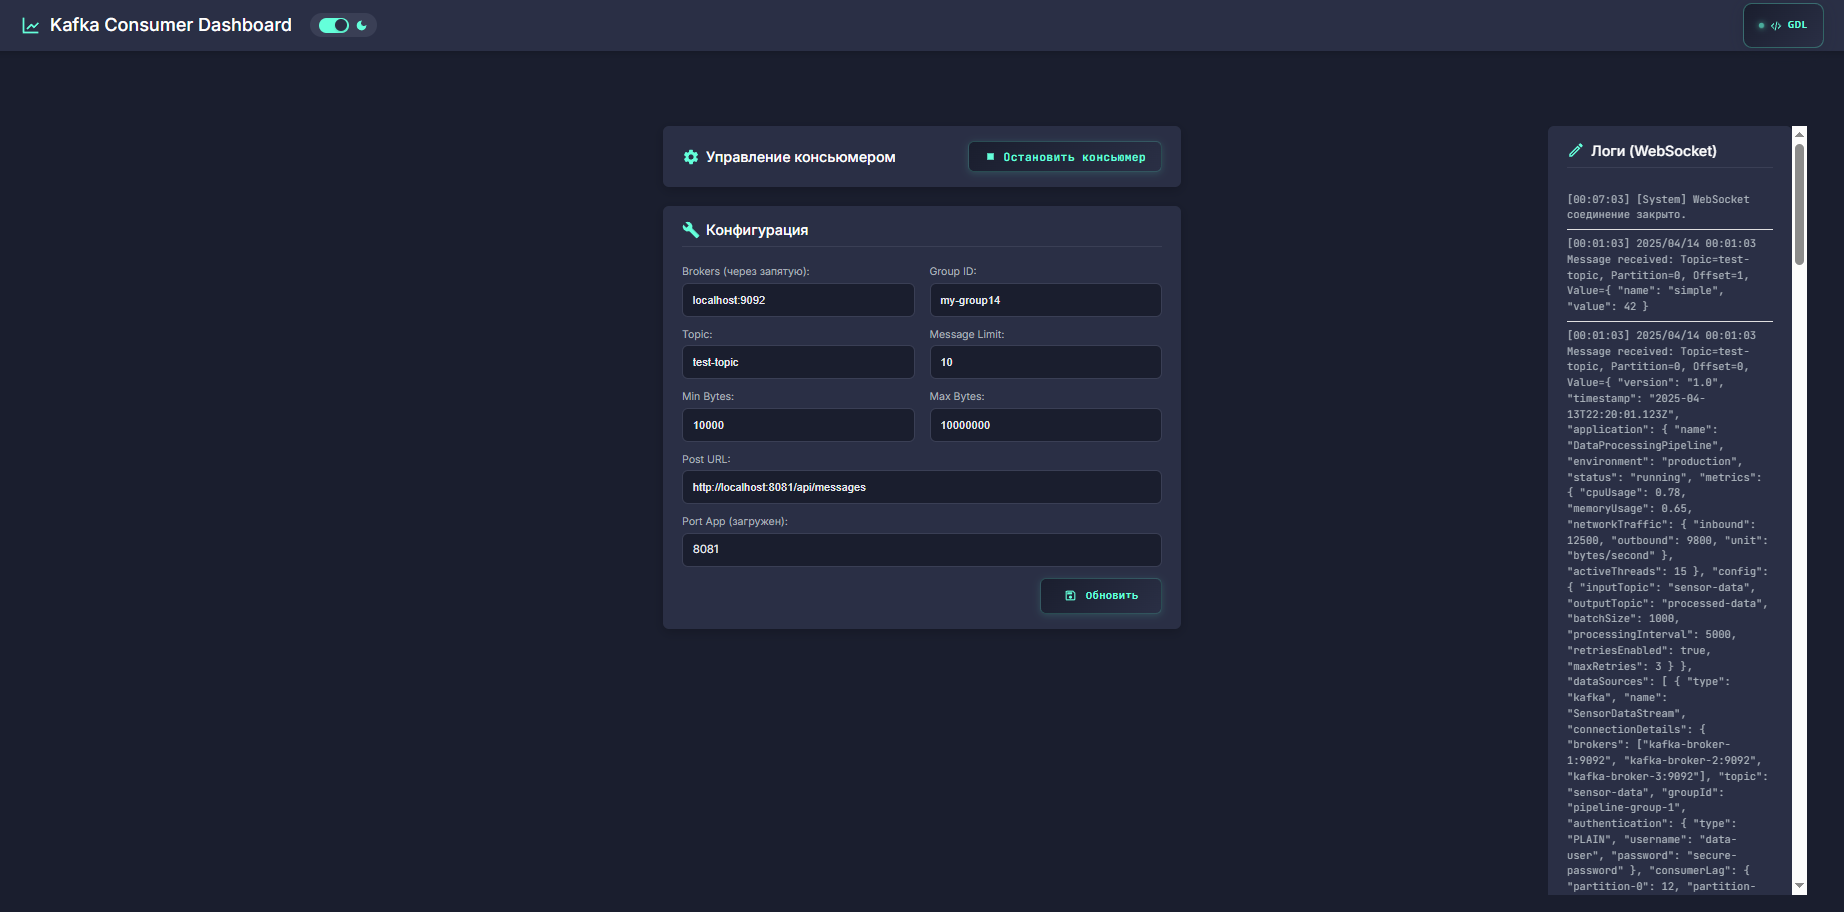 Kafka Consumer Dashboard
GDL
Управление консьюмером
Остановить консьюмер
Конфигурация
Brokers (через запятую):
Group ID:
localhost:9092
my-group14
Topic:
Message Limit:
test-topic
10
Min Bytes:
Max Bytes:
10000
10000000
Post URL:
http://localhost:8081/api/messages
Port App (загружен):
8081
Обновить
Логи (WebSocket)
[00:07:03] [System] WebSocket
соединение закрыто.
[00:01:03] 2025/04/14 00:01:03
Message received: Topic=test-
topic, Partition=0, Offset=1,
Value={ "name": "simple",
"value": 42 }
[00:01:03] 2025/04/14 00:01:03
Message received: Topic=test-
topic, Partition=0, Offset=0,
Value={ "version": "1.0",
"timestamp": "2025-04-
13T22:20:01.123Z",
"application": { "name":
"DataProcessingPipeline",
"environment": "production",
"status": "running", "metrics":
{ "cpuUsage": 0.78,
"memoryUsage": 0.65,
"networkTraffic": { "inbound":
12500, "outbound": 9800, "unit":
"bytes/second" },
"activeThreads": 15 }, "config":
{ "inputTopic": "sensor-data",
"outputTopic": "processed-data",
"batchSize": 1000,
"processingInterval": 5000,
"retriesEnabled": true,
"maxRetries": 3 } },
"dataSources": [ { "type":
"kafka", "name":
"SensorDataStream",
"connectionDetails": {
"brokers": ["kafka-broker-
1:9092", "kafka-broker-2:9092",
"kafka-broker-3:9092"], "topic":
"sensor-data", "groupId":
"pipeline-group-1",
"authentication": { "type":
"PLAIN", "username": "data-
user", "password": "secure-
password" }, "consumerLag": {
"partition-0": 12, "partition-